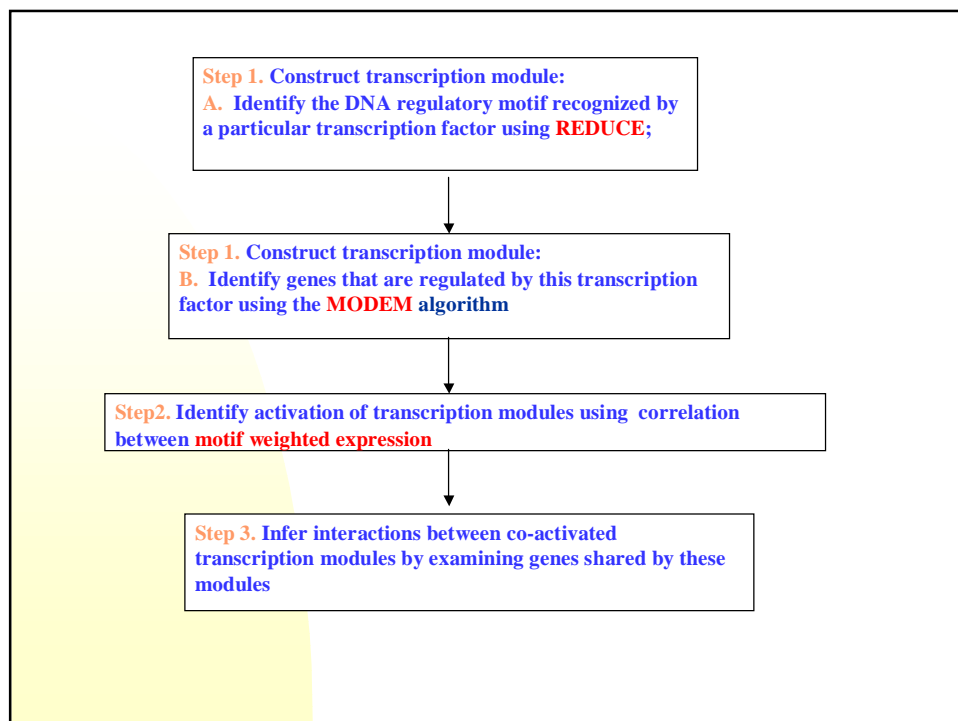 Step 1. Construct transcription module:
A. Identify the DNA regulatory motif recognized by
a particular transcription factor using REDUCE;
Step 1. Construct transcription module:
B. Identify genes that are regulated by this transcription
factor using the MODEM algorithm
Step2. Identify activation of transcription modules using correlation
between motif weighted expression
Step 3. Infer interactions between co-activated
transcription modules by examining genes shared by these
modules